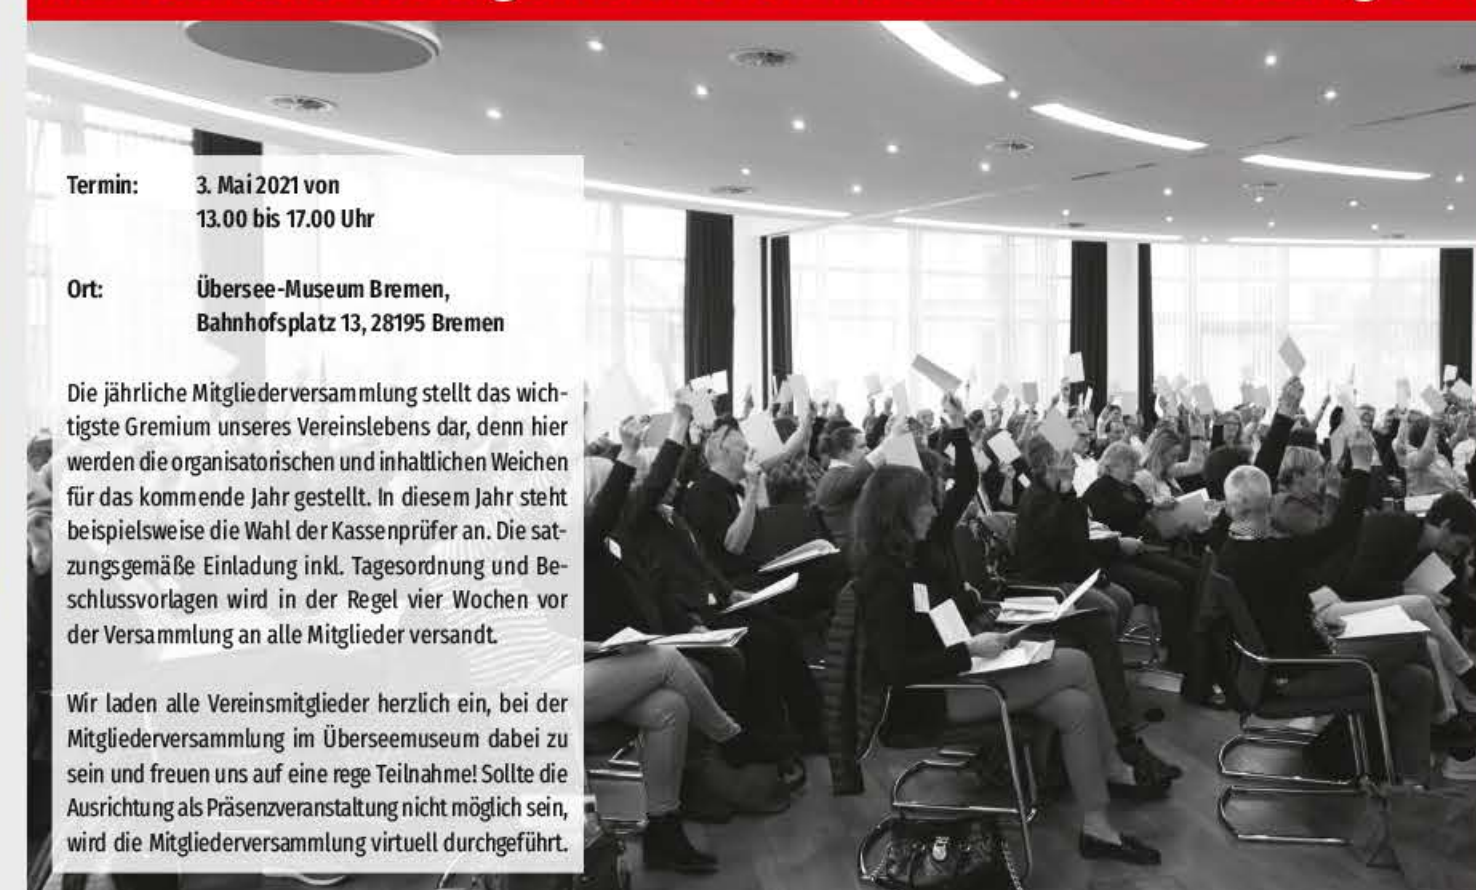 Termin: 3. Mai 2021 von
13.00 bis 17.00 Uhr
Ort: Übersee-Museum Bremen,
Bahnhofsplatz 13, 28195 Bremen
Die jährliche Mitgliederversammlung stellt das wich-
tigste Gremium unseres Vereinslebens dar, denn hier
werden die organisatorischen und inhaltlichen Weichen
für das kommende Jahr gestellt. In diesem Jahr steht
beispielsweise die Wahl der Kassenprüfer an. Die sat-
zungsgemäße Einladung inkl. Tagesordnung und Be-
schlussvorlagen wird in der Regel vier Wochen vor
der Versammlung an alle Mitglieder versandt.
Wir laden alle Vereinsmitglieder herzlich ein, bei der
Mitgliederversammlung im Überseemuseum dabei zu
sein und freuen uns auf eine rege Teilnahme! Sollte die
Ausrichtung als Präsenzveranstaltung nicht möglich sein,
wird die Mitgliederversammlung virtuell durchgeführt.